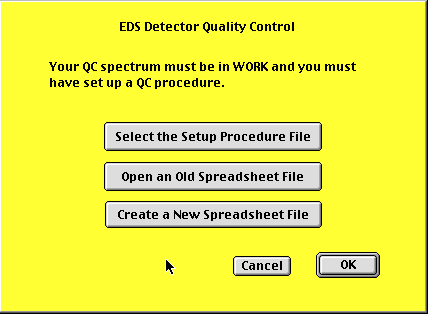 EDS Detector Quality Control
Your QC spectrum must be in WORK and you must
have set up a QC procedure.
Select the Setup Procedure File
Open an Old Spreadsheet File
Create a New Spreadsheet File
Cancel
OK